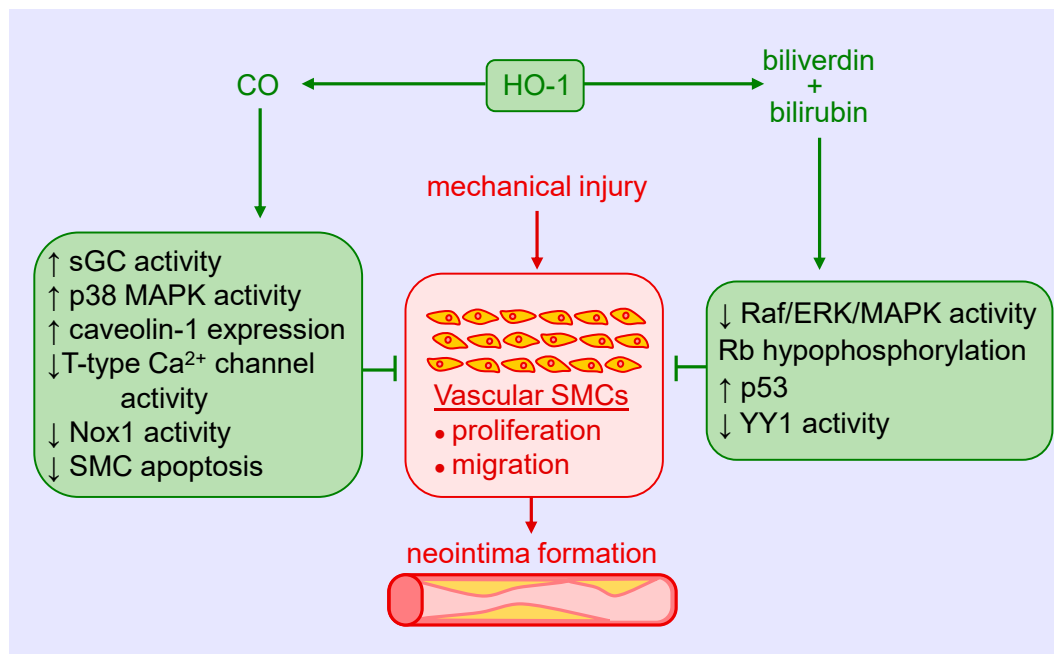 CO
HO-1
biliverdin
+
bilirubin
mechanical injury
↑ sGC activity
↑ p38 MAPK activity
↑ caveolin-1 expression
↓T-type Ca²⁺ channel
activity
↓ Nox1 activity
↓ SMC apoptosis
Vascular SMCs
• proliferation
• migration
↓ Raf/ERK/MAPK activity
Rb hypophosphorylation
↑ p53
↓ YY1 activity
neointima formation